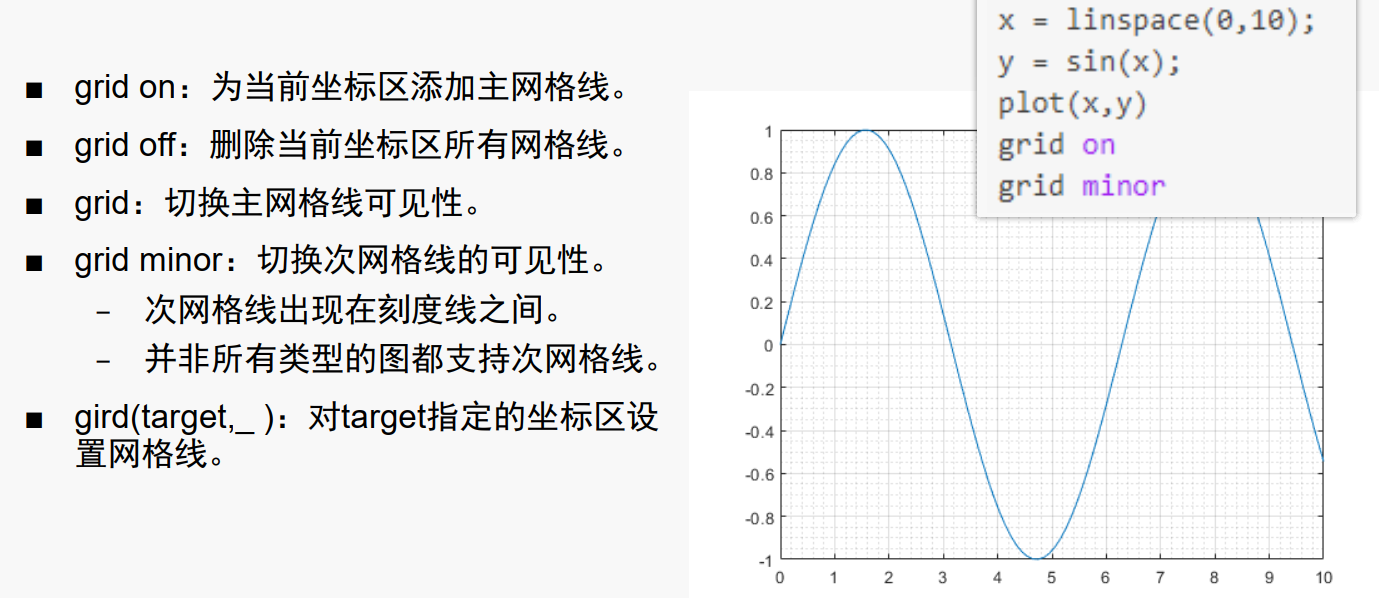 ■ grid on：为当前坐标区添加主网格线。
■ grid off：删除当前坐标区所有网格线。
■ grid：切换主网格线可见性。
■ grid minor：切换次网格线的可见性。
– 次网格线出现在刻度线之间。
– 并非所有类型的图都支持次网格线。
■ gird(target,_ )：对target指定的坐标区设
置网格线。
x = linspace(0,10);
y = sin(x);
plot(x,y)
grid on
grid minor
1
0.8
0.6
0.4
0.2
0
-0.2
-0.4
-0.6
-0.8
-1
0 1 2 3 4 5 6 7 8 9 10